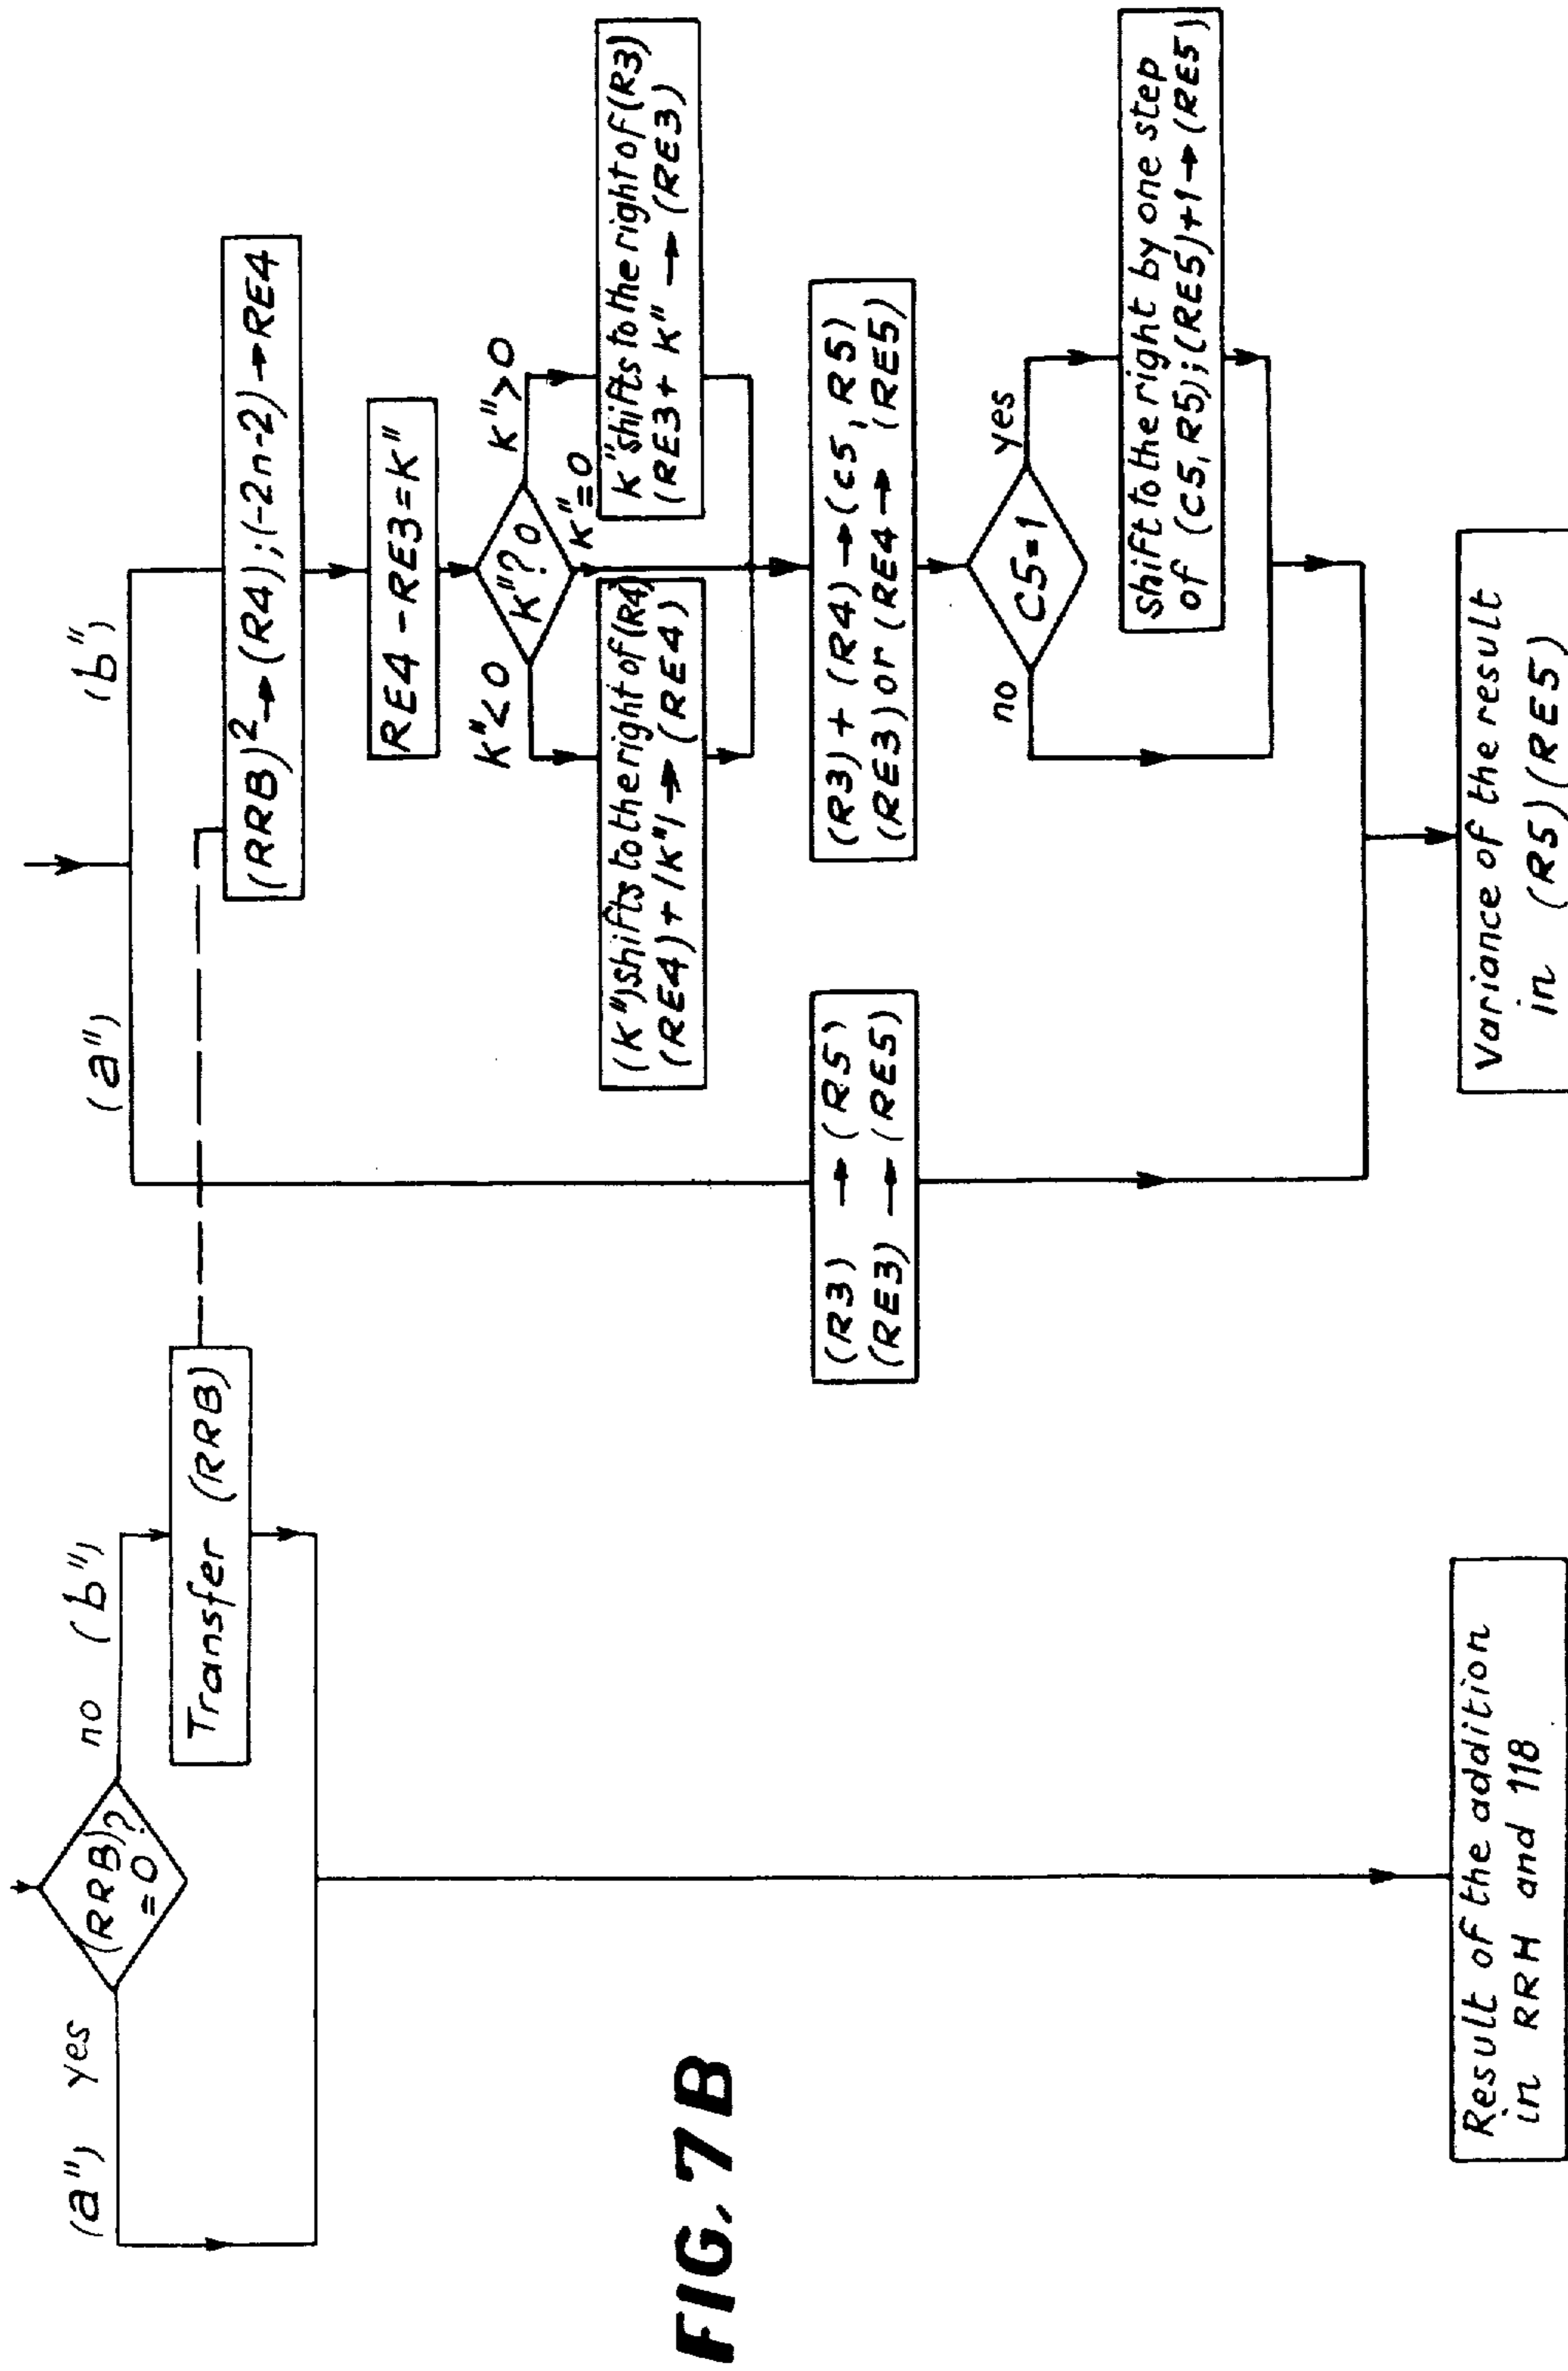 (a") yes
(RRB)?
=0
no (b")
Transfer (RRB)
Result of the addition
in RRH and 118
FIG. 7B
(a")
(b")
(RRB)²→(R4);(-2n-2)→RE4
RE4-RE3=K"
K"?0
K"<0
K"=0
K">0
(K")shifts to the right of (R4)
(RE4)+/K"/→(RE4)
K"shifts to the right of (R3)
(RE3+K"→(RE3)
(R3)→(R5)
(RE3)→(RE5)
(R3)+(R4)→(C5,R5)
(RE3) or (RE4→(RE5)
C5=1
no
yes
Shift to the right by one step
of (C5,R5);(RE5)+1→(RE5)
Variance of the result
in (R5)(RE5)